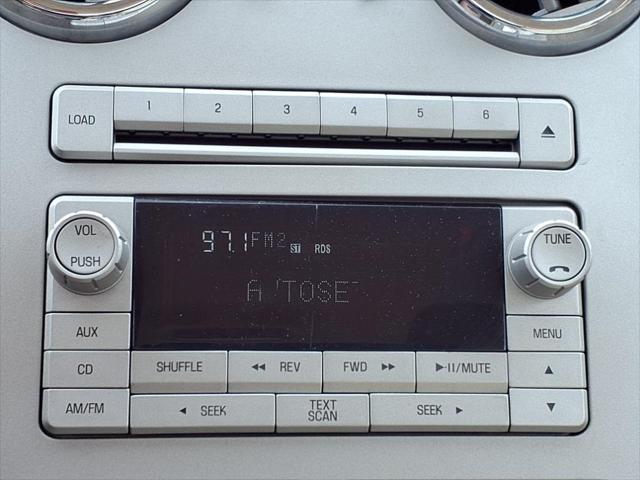 LOAD 1 2 3 4 5 6
VOL
PUSH
97.1 FM2 ST RDS
A 'TOSE
TUNE
AUX
MENU
CD
SHUFFLE
REV
FWD
/MUTE
AM/FM
SEEK
TEXT
SCAN
SEEK